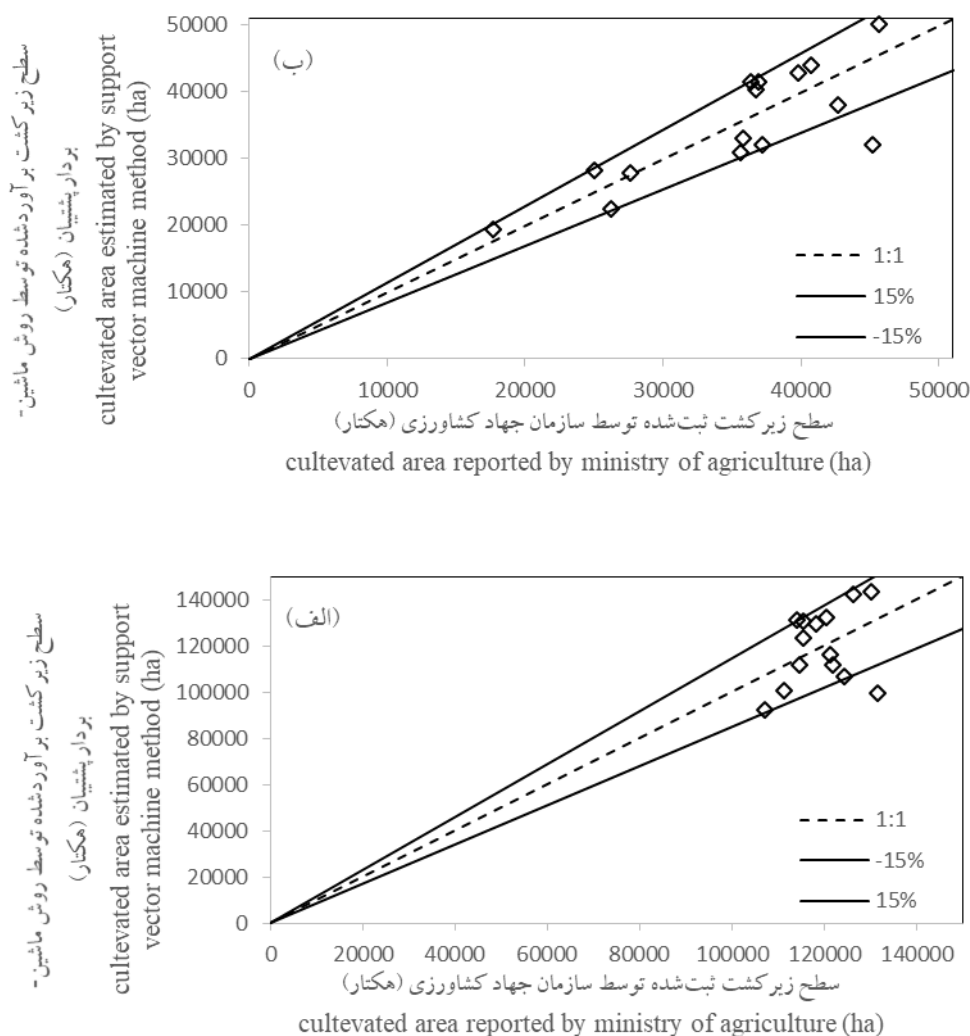 سطح زیرکشت برآوردشده توسط روش ماشین-
بردار پشتیبان (هکتار)
cultevated area estimated by support
vector machine method (ha)
50000
40000
30000
20000
10000
0
(ب)
1:1
15%
-15%
0 10000 20000 30000 40000 50000
سطح زیرکشت ثبت‌شده توسط سازمان جهاد کشاورزی (هکتار)
cultevated area reported by ministry of agriculture (ha)
سطح زیرکشت برآوردشده توسط روش ماشین-
بردار پشتیبان (هکتار)
cultevated area estimated by support
vector machine method (ha)
140000
120000
100000
80000
60000
40000
20000
0
(الف)
1:1
-15%
15%
0 20000 40000 60000 80000 100000 120000 140000
سطح زیرکشت ثبت‌شده توسط سازمان جهاد کشاورزی (هکتار)
cultevated area reported by ministry of agriculture (ha)